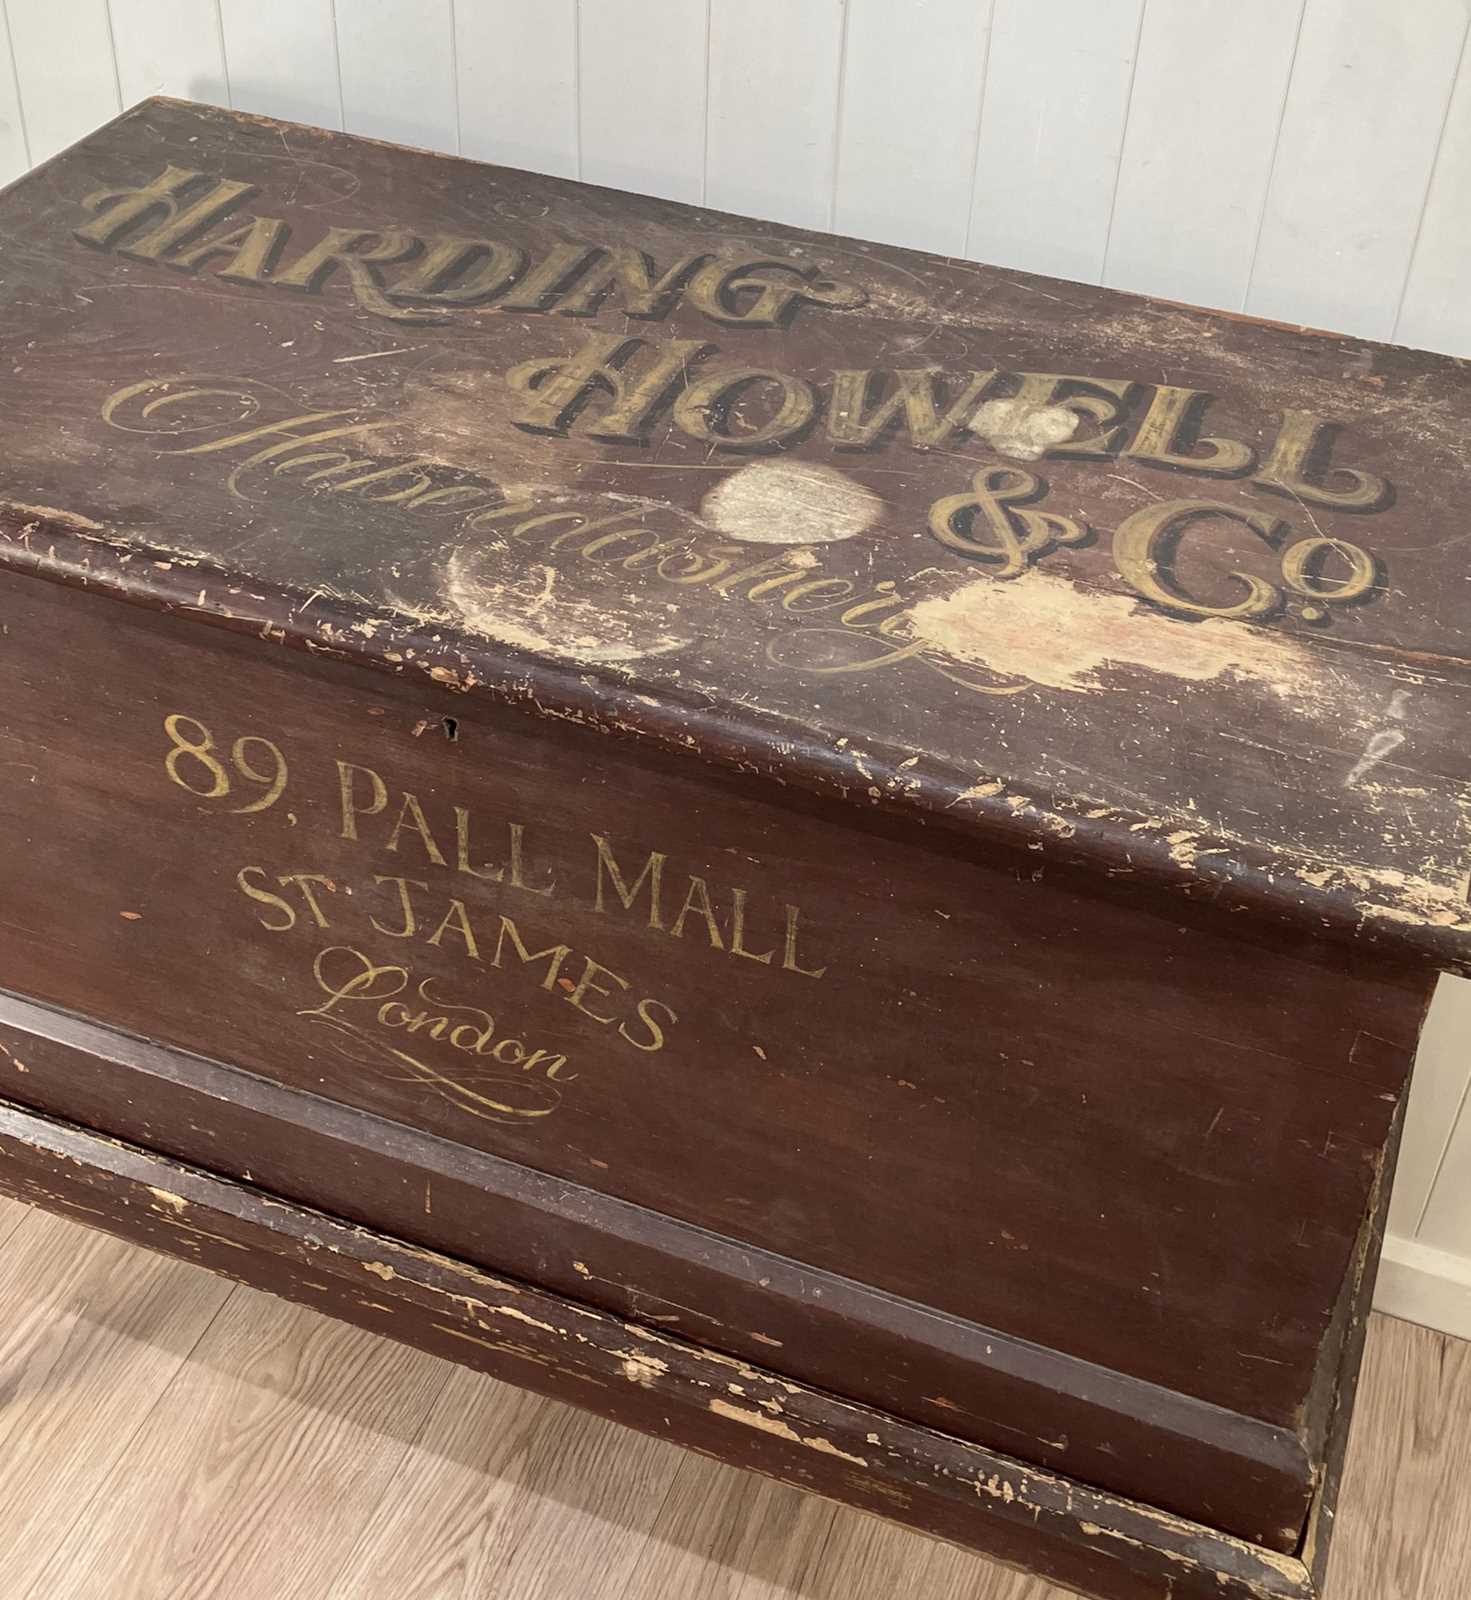 HARDING
HOWELL
& Co.
Haberdashery
89, PALL MALL
ST JAMES
London